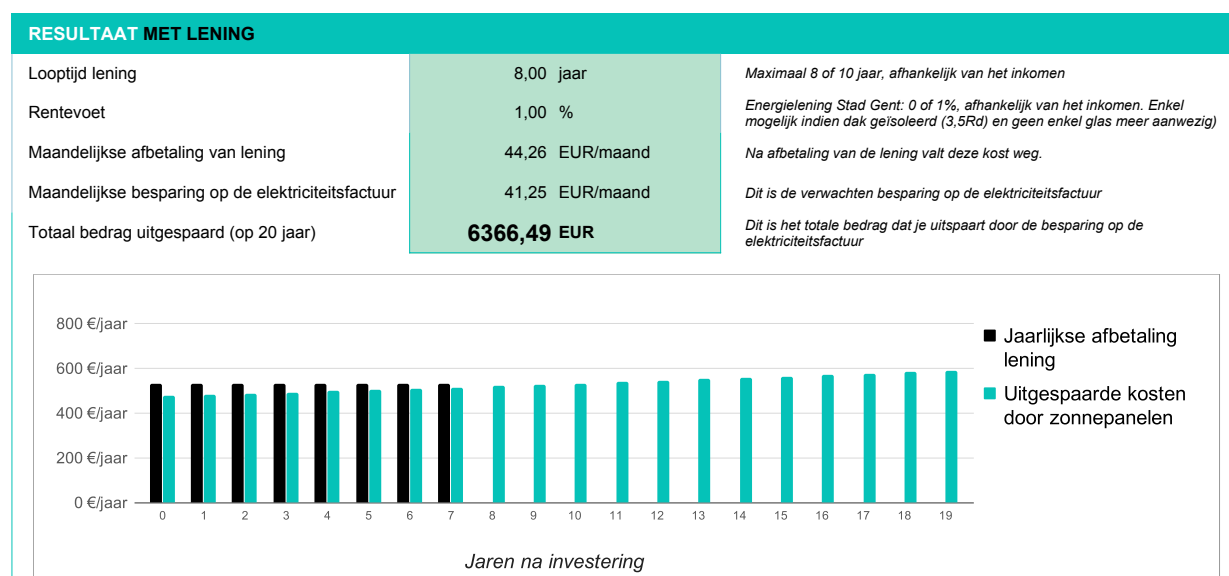 RESULTAAT MET LENING
Looptijd lening 8,00 jaar Maximaal 8 of 10 jaar, afhankelijk van het inkomen
Rentevoet 1,00 % Energielening Stad Gent: 0 of 1%, afhankelijk van het inkomen. Enkel
mogelijk indien dak geïsoleerd (3,5Rd) en geen enkel glas meer aanwezig)
Maandelijkse afbetaling van lening 44,26 EUR/maand Na afbetaling van de lening valt deze kost weg.
Maandelijkse besparing op de elektriciteitsfactuur 41,25 EUR/maand Dit is de verwachten besparing op de elektriciteitsfactuur
Totaal bedrag uitgespaard (op 20 jaar) 6366,49 EUR Dit is het totale bedrag dat je uitspaart door de besparing op de
elektriciteitsfactuur
800 €/jaar
600 €/jaar
400 €/jaar
200 €/jaar
0 €/jaar
0 1 2 3 4 5 6 7 8 9 10 11 12 13 14 15 16 17 18 19
Jaren na investering
Jaarlijkse afbetaling
lening
Uitgespaarde kosten
door zonnepanelen